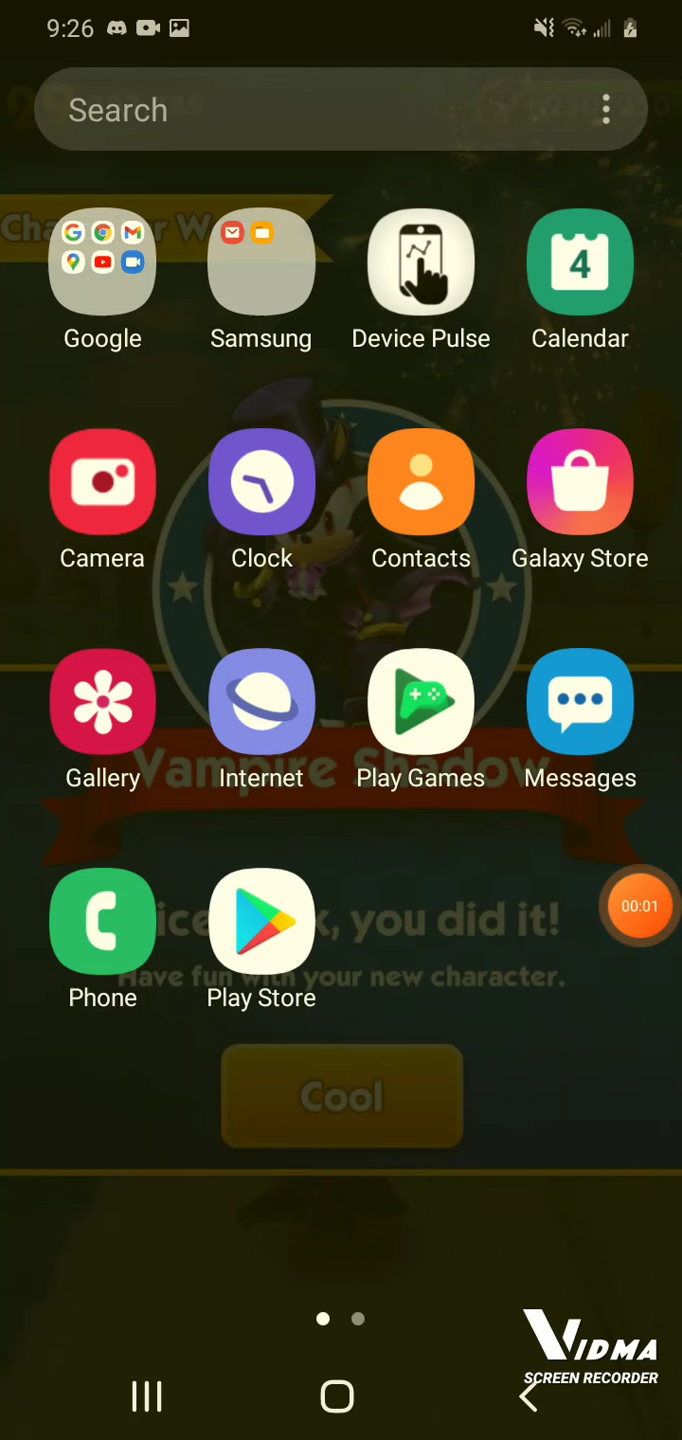 9:26
Search
Google Samsung Device Pulse Calendar
4
Camera Clock Contacts Galaxy Store
Gallery Internet Play Games Messages
Vampire Shadow
00:01
k, you did it!
Phone Play Store
Have fun with your new character.
Cool
VIDMA
SCREEN RECORDER